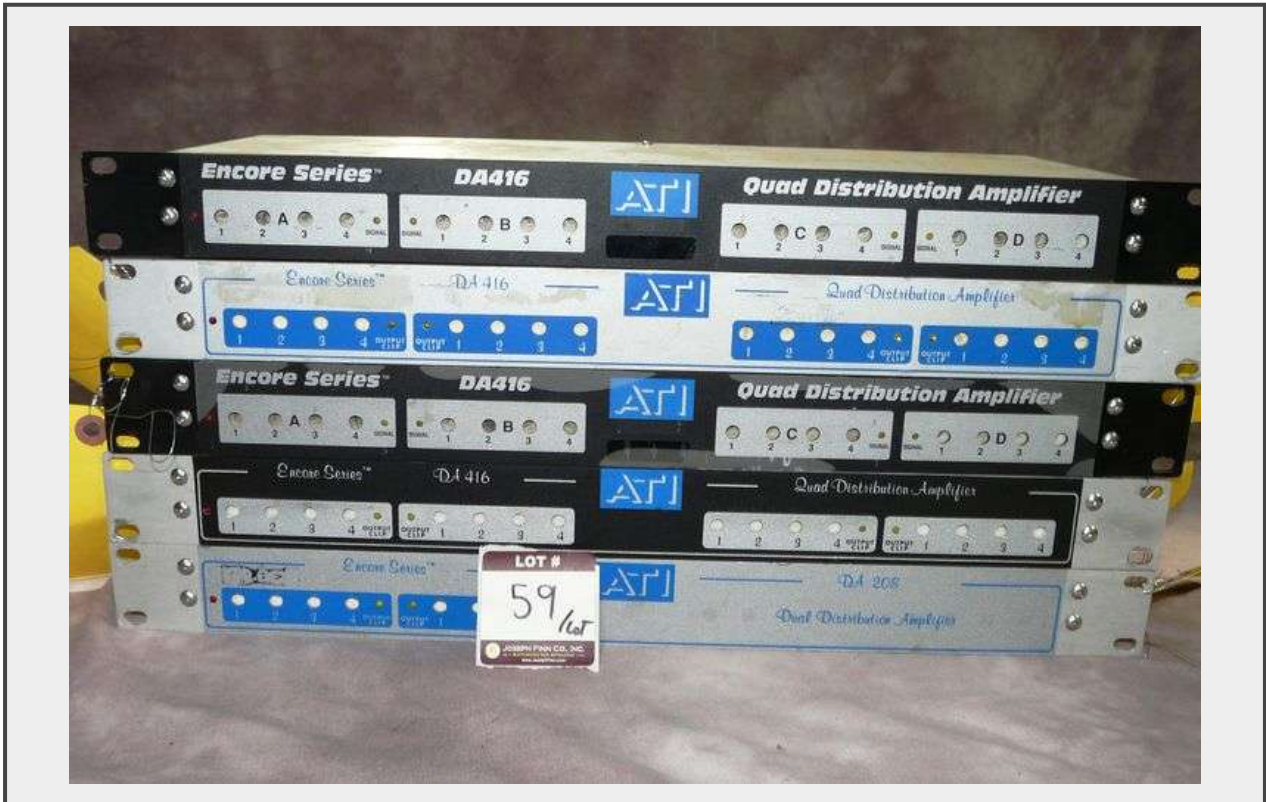 Encore Series™ DA416 ATI Quad Distribution Amplifier
1 2 A 3 4 SIGNAL SIGNAL 1 2 B 3 4 1 2 C 3 4 SIGNAL SIGNAL 1 2 D 3 4
Encore Series™ DA 416 ATI Quad Distribution Amplifier
1 2 3 4 OUTPUT CLIP OUTPUT CLIP 1 2 3 4 1 2 3 4 OUTPUT CLIP OUTPUT CLIP 1 2 3 4
Encore Series™ DA416 ATI Quad Distribution Amplifier
1 2 A 3 4 SIGNAL SIGNAL 1 2 B 3 4 1 2 C 3 4 SIGNAL SIGNAL 1 2 D 3 4
Encore Series™ DA 416 ATI Quad Distribution Amplifier
1 2 3 4 OUTPUT CLIP OUTPUT CLIP 1 2 3 4 1 2 3 4 OUTPUT CLIP OUTPUT CLIP 1 2 3 4
Encore Series™ ATI DA 208
1 2 3 4 OUTPUT CLIP OUTPUT CLIP 1 Dual Distribution Amplifier
LOT #
59 /Lot
JOSEPH FINN CO., INC.